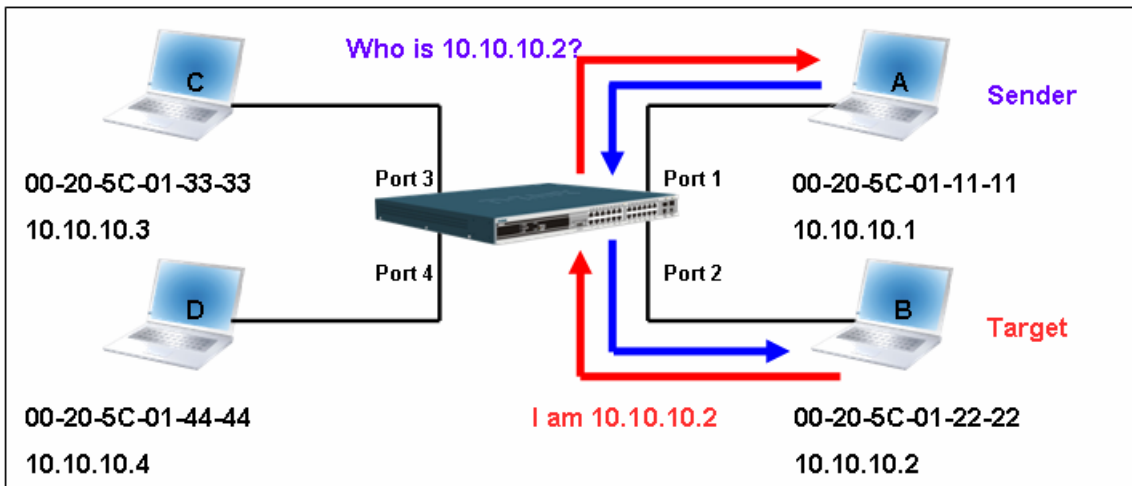 Who is 10.10.10.2?
C
A
Sender
00-20-5C-01-33-33
10.10.10.3
Port 3
Port 1
00-20-5C-01-11-11
10.10.10.1
Port 4
Port 2
D
B
Target
00-20-5C-01-44-44
10.10.10.4
I am 10.10.10.2
00-20-5C-01-22-22
10.10.10.2